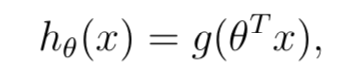 h_θ(x) = g(θ^T x),